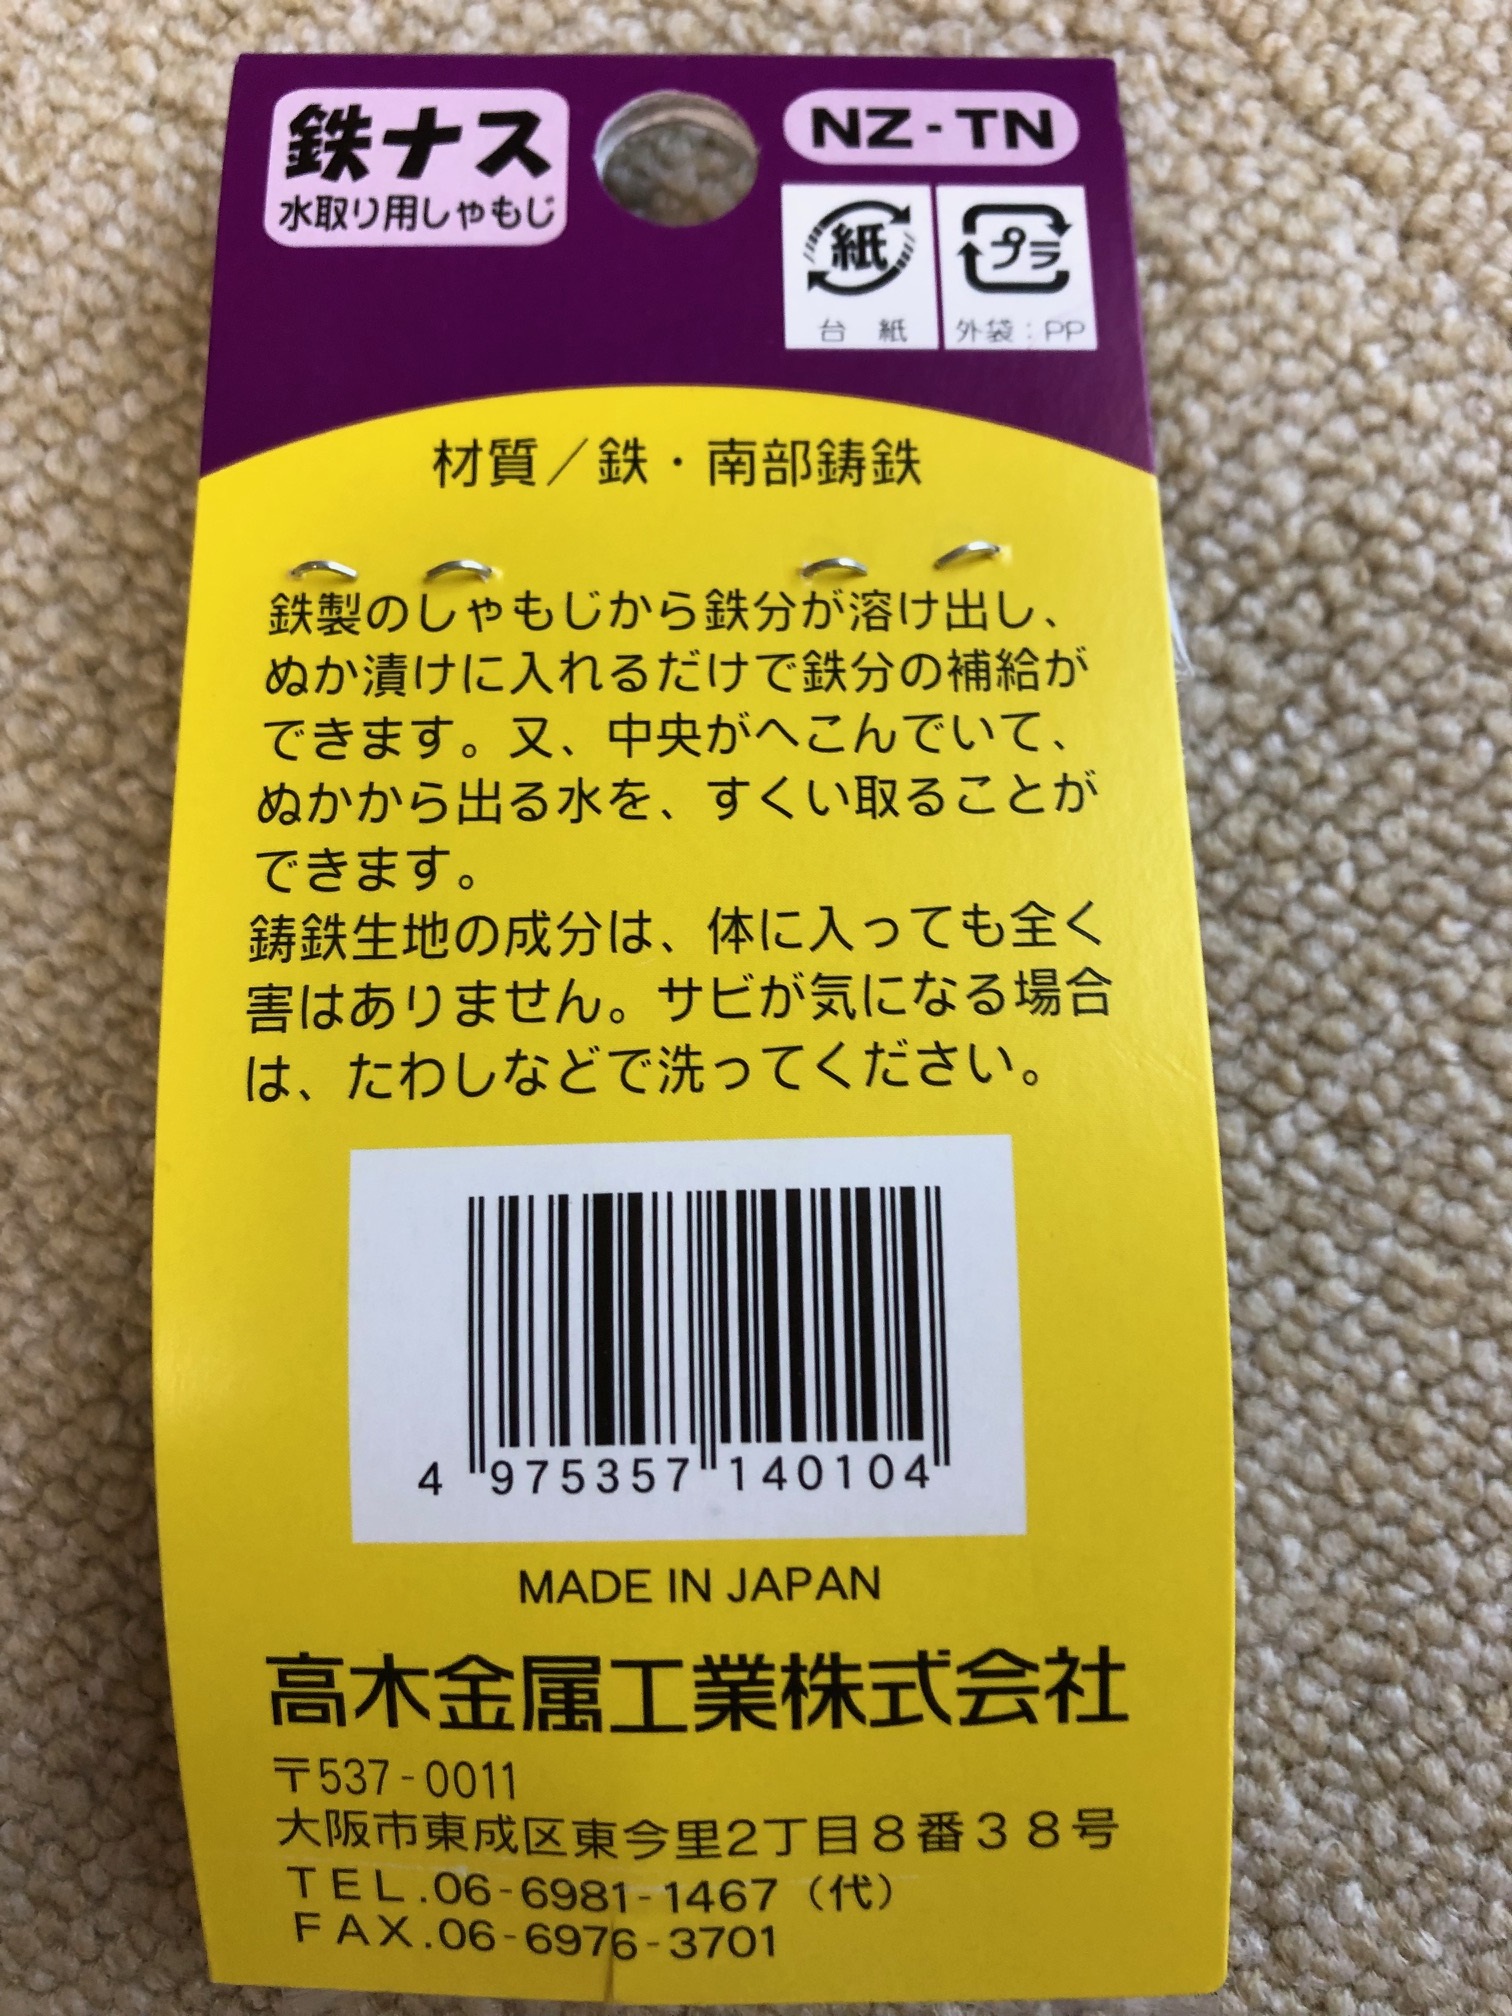 鉄ナス
水取り用しゃもじ
NZ-TN
紙
プラ
台紙
外袋:PP
材質／鉄・南部鋳鉄
鉄製のしゃもじから鉄分が溶け出し、
ぬか漬けに入れるだけで鉄分の補給が
できます。又、中央がへこんでいて、
ぬかから出る水を、すくい取ることが
できます。
鋳鉄生地の成分は、体に入っても全く
害はありません。サビが気になる場合
は、たわしなどで洗ってください。
4 975357 140104
MADE IN JAPAN
高木金属工業株式会社
〒537-0011
大阪市東成区東今里2丁目8番38号
TEL.06-6981-1467（代）
FAX.06-6976-3701